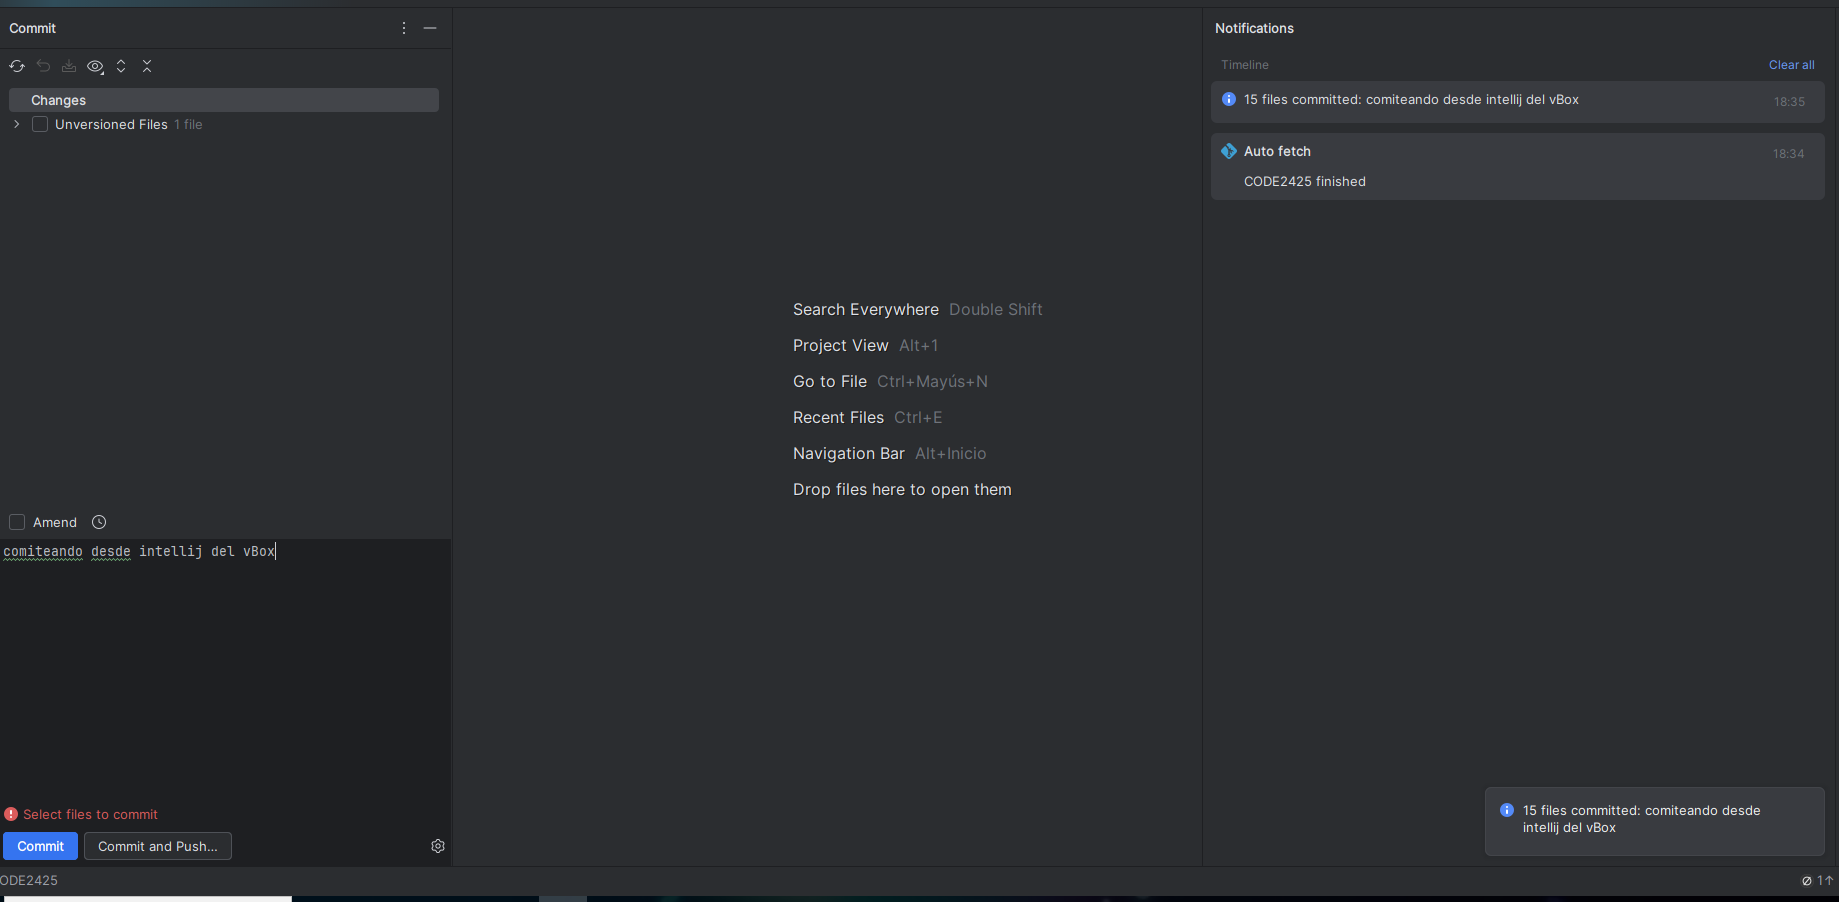 Commit
Changes
Unversioned Files 1 file
Amend
comiteando desde intellij del vBox
Select files to commit
Commit
Commit and Push...
Search Everywhere Double Shift
Project View Alt+1
Go to File Ctrl+Mayús+N
Recent Files Ctrl+E
Navigation Bar Alt+Inicio
Drop files here to open them
Notifications
Timeline Clear all
15 files committed: comiteando desde intellij del vBox 18:35
Auto fetch 18:34
CODE2425 finished
15 files committed: comiteando desde
intellij del vBox
ODE2425
1↑